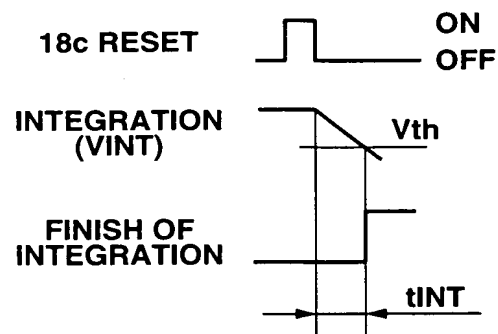 18c RESET
ON
OFF
INTEGRATION
(VINT)
Vth
FINISH OF
INTEGRATION
tINT